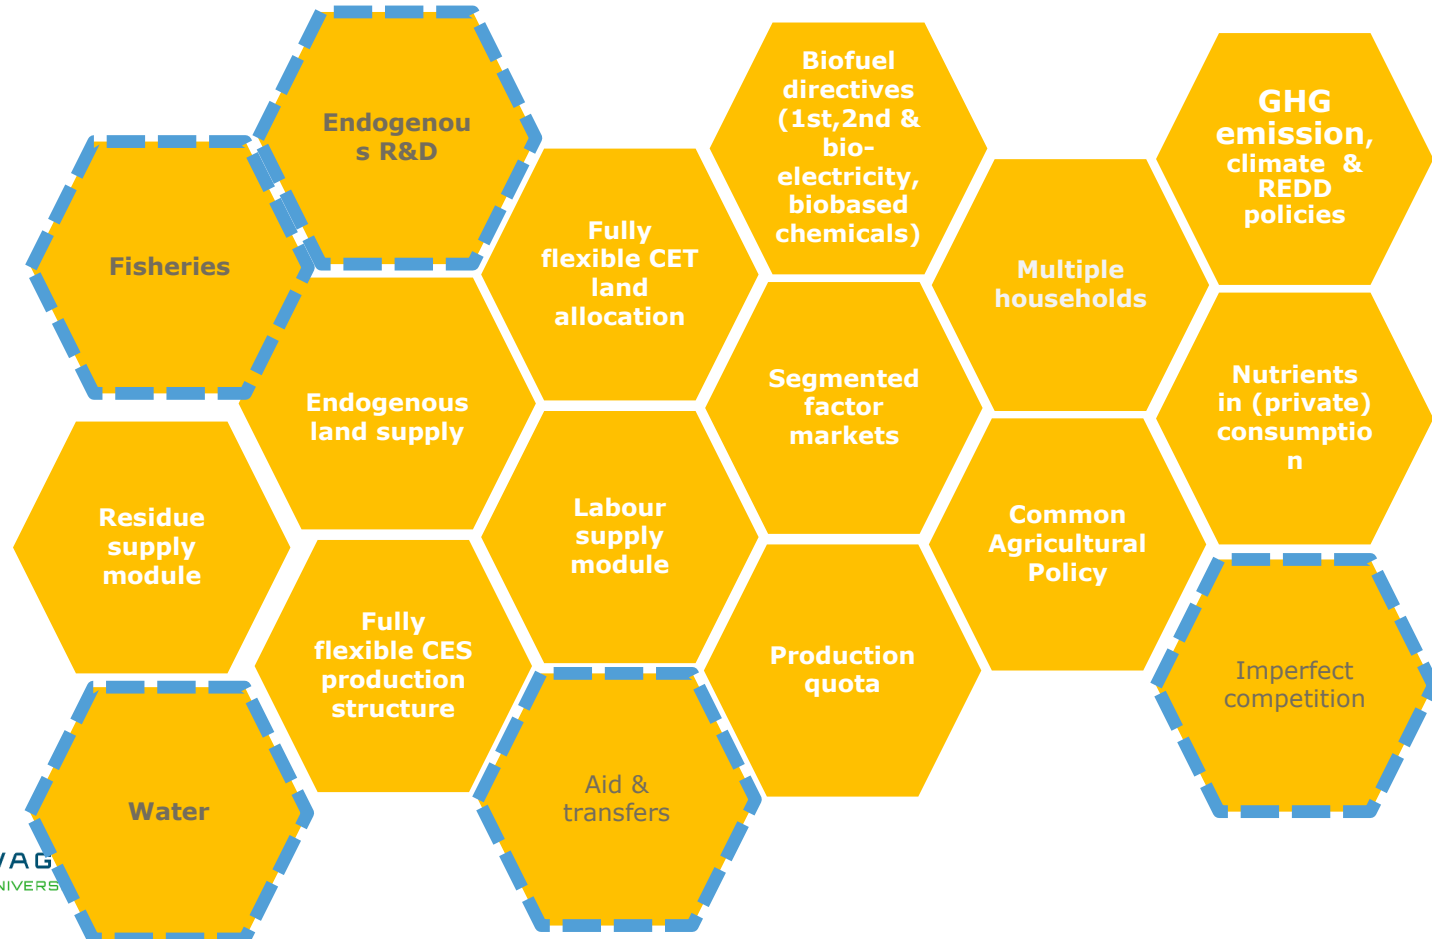 Endogenou
s R&D
Fisheries
Biofuel
directives
(1st,2nd &
bio-
electricity,
biobased
chemicals)
GHG
emission,
climate  &
REDD
policies
Fully
flexible CET
land
allocation
Multiple
households
Endogenous
land supply
Segmented
factor
markets
Nutrients
in (private)
consumptio
n
Residue
supply
module
Labour
supply
module
Common
Agricultural
Policy
Fully
flexible CES
production
structure
Production
quota
Imperfect
competition
Water
Aid &
transfers